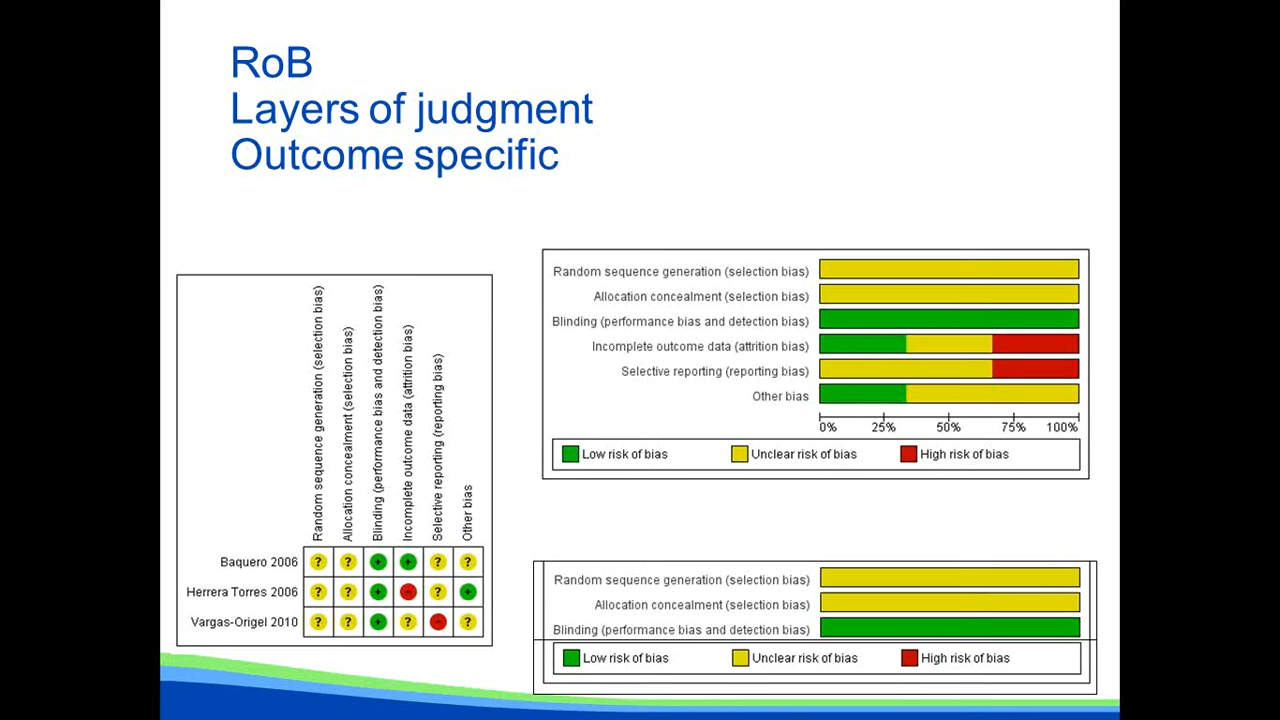 RoB
Layers of judgment
Outcome specific
Random sequence generation (selection bias)
Allocation concealment (selection bias)
Blinding (performance bias and detection bias)
Incomplete outcome data (attrition bias)
Selective reporting (reporting bias)
Other bias
Baquero 2006 ? ? + + ? ?
Herrera Torres 2006 ? ? + - ? +
Vargas-Origel 2010 ? ? + ? - ?
Random sequence generation (selection bias)
Allocation concealment (selection bias)
Blinding (performance bias and detection bias)
Incomplete outcome data (attrition bias)
Selective reporting (reporting bias)
Other bias
0% 25% 50% 75% 100%
Low risk of bias Unclear risk of bias High risk of bias
Random sequence generation (selection bias)
Allocation concealment (selection bias)
Blinding (performance bias and detection bias)
Low risk of bias Unclear risk of bias High risk of bias